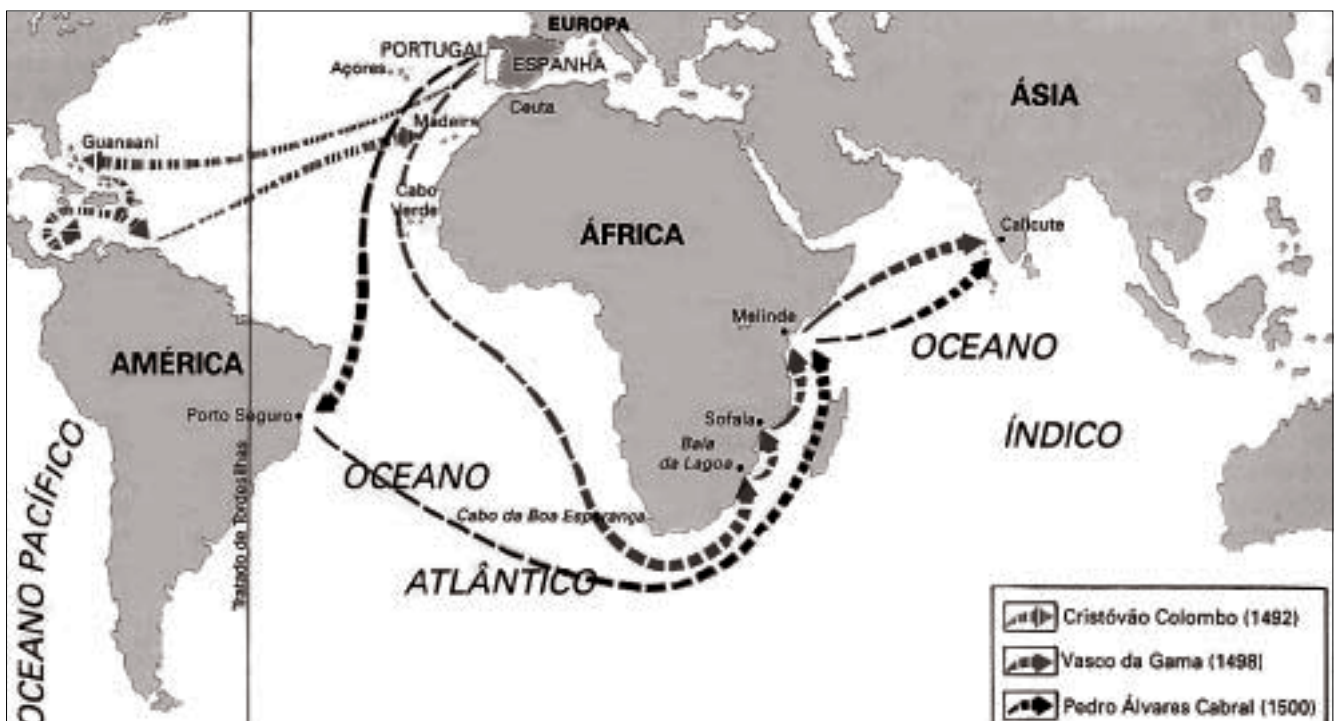 EUROPA
PORTUGAL
ESPANHA
Açores
ÁSIA
Ceuta
Madeira
Guanaani
Cabo
Verde
ÁFRICA
Calicute
Melinde
OCEANO
AMÉRICA
Porto Seguro
Sofala
ÍNDICO
Baia
da Lagoa
OCEANO
Cabo da Boa Esperança
ATLÂNTICO
Tratado de Tordesilhas
OCEANO PACÍFICO
Cristóvão Colombo (1492)
Vasco da Gama (1498)
Pedro Álvares Cabral (1500)